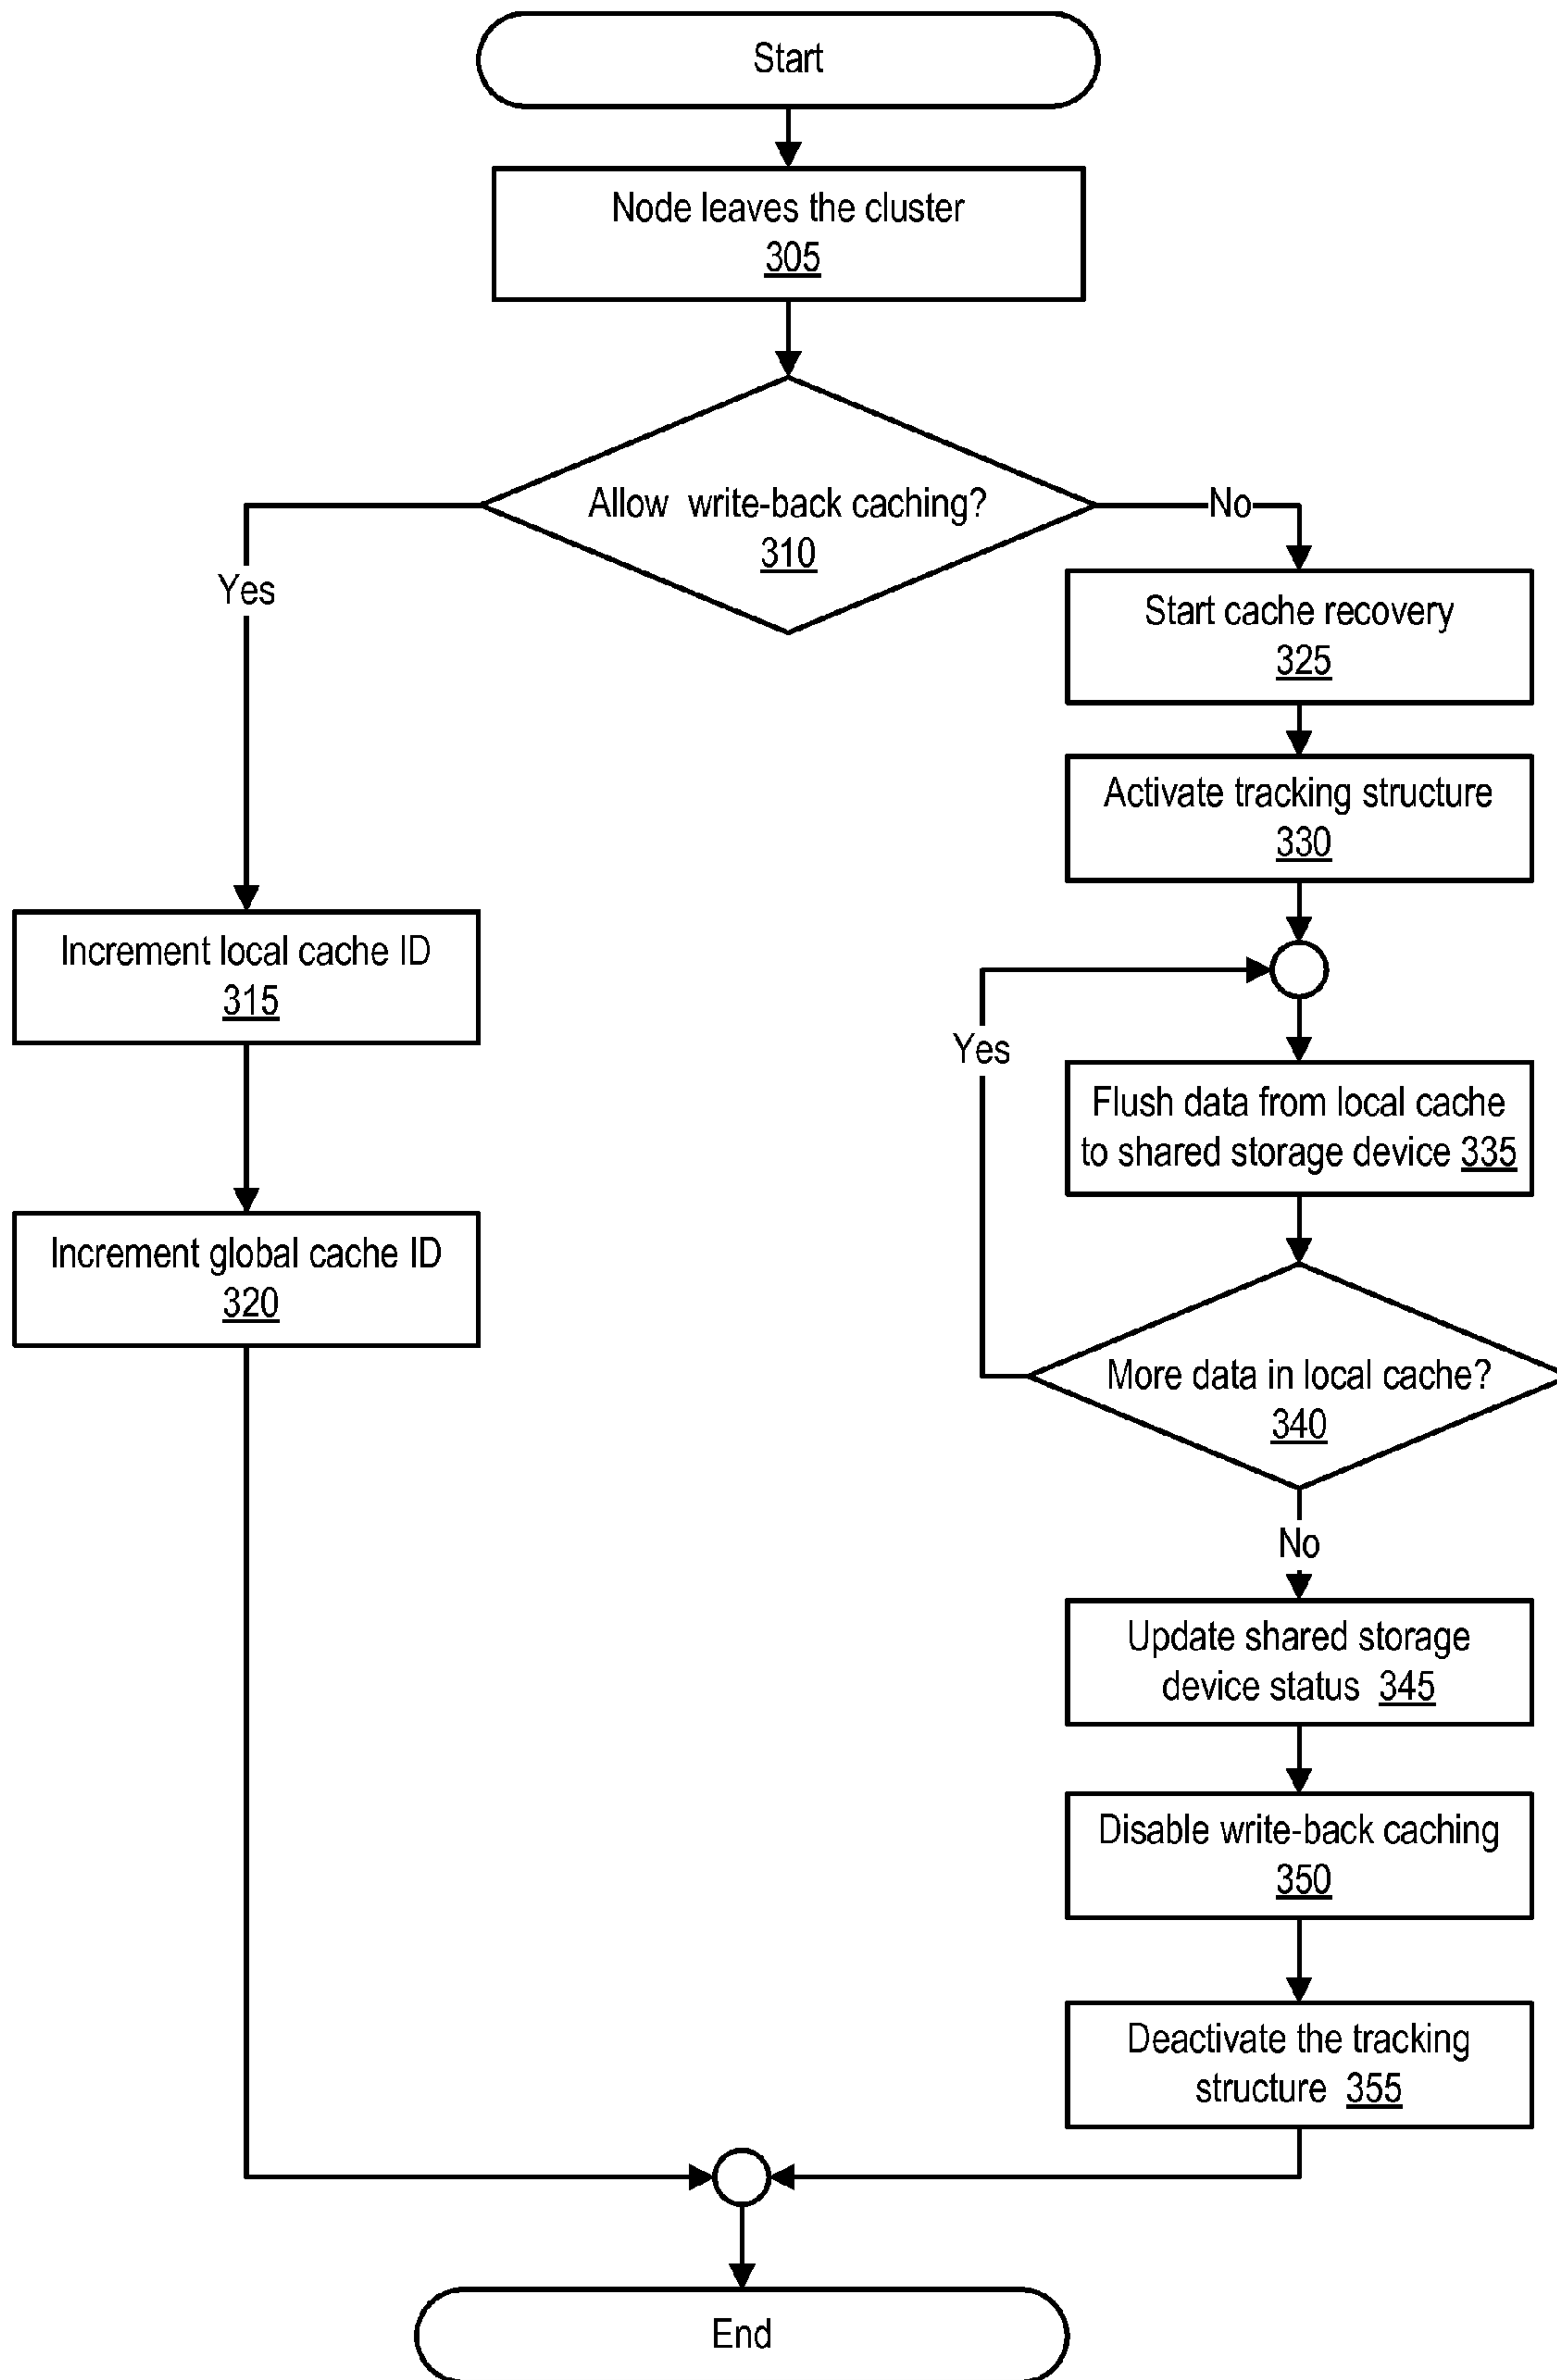 Start
Node leaves the cluster
305
Allow write-back caching?
310
No
Yes
Start cache recovery
325
Activate tracking structure
330
Increment local cache ID
315
Yes
Flush data from local cache
to shared storage device 335
Increment global cache ID
320
More data in local cache?
340
No
Update shared storage
device status 345
Disable write-back caching
350
Deactivate the tracking
structure 355
End